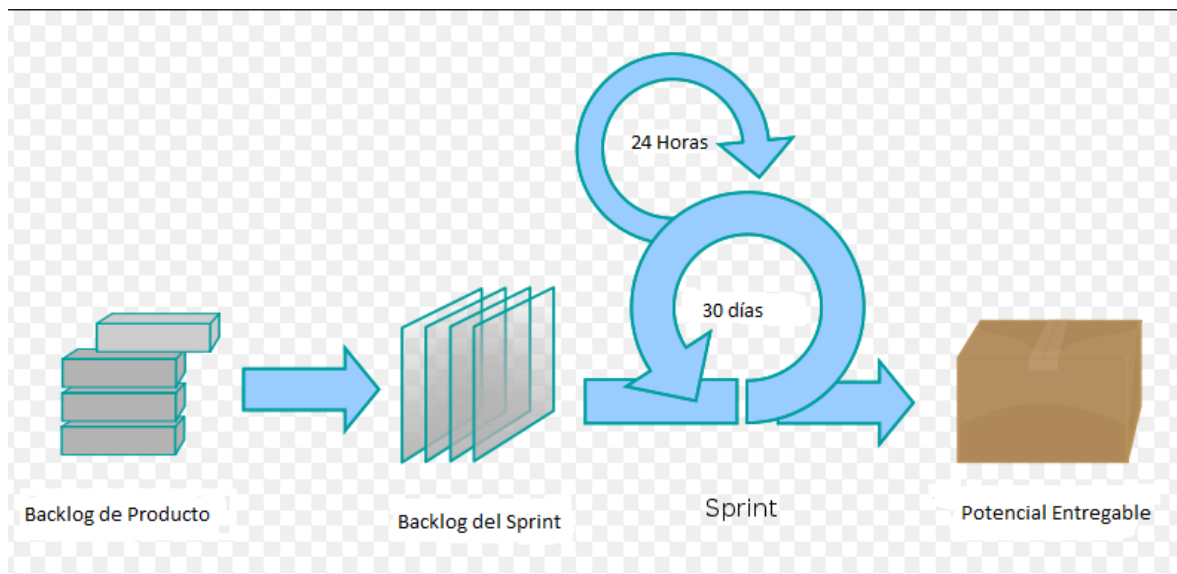 24 Horas
30 días
Backlog de Producto
Backlog del Sprint
Sprint
Potencial Entregable